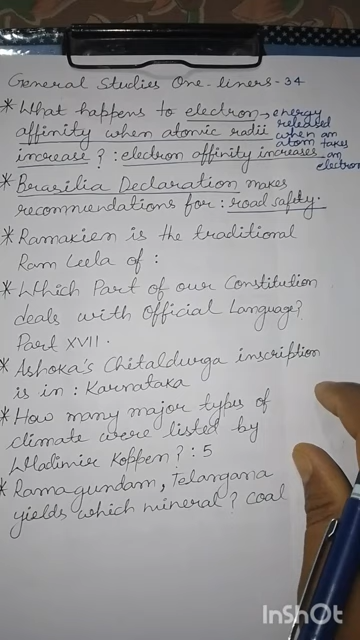 General Studies One-liners-34
* What happens to electron → energy
affinity when atomic radii released
increase? : electron affinity increases when an
atom takes
an
electron
* Brasilia Declaration makes
recommendations for: road safity.
* Ramakien is the traditional
Ram Leela of :
* Which Part of our Constitution
deals with Official Language?
Part XVII.
* Ashoka's Chitaldurga inscription
is in : Karnataka
* How many major types of
climate were listed by
Wladimir Koppen? : 5
* Ramagundam, Telangana
yields which mineral? Coal
InShOt